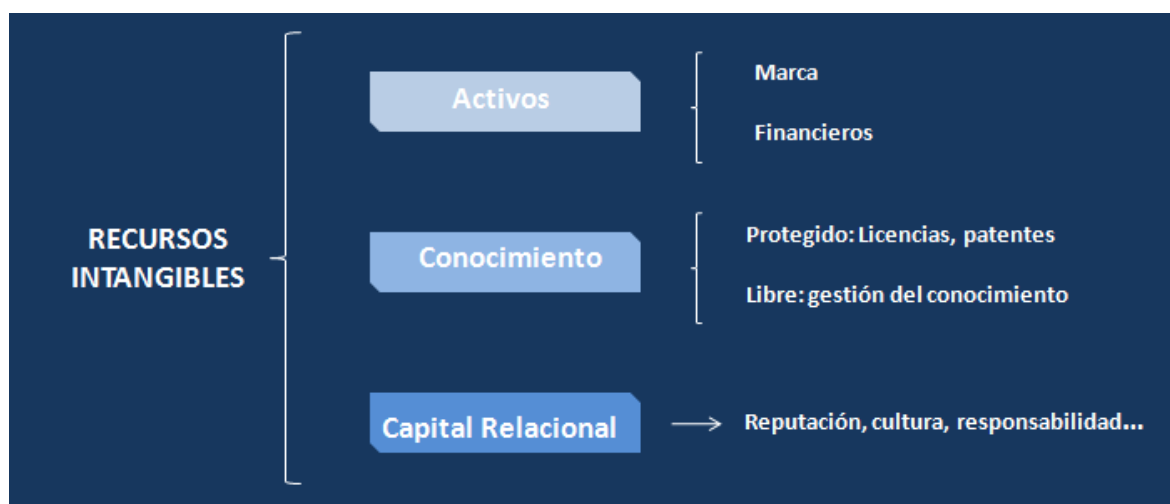 RECURSOS
INTANGIBLES
Activos
Marca
Financieros
Conocimiento
Protegido: Licencias, patentes
Libre: gestión del conocimiento
Capital Relacional
Reputación, cultura, responsabilidad...